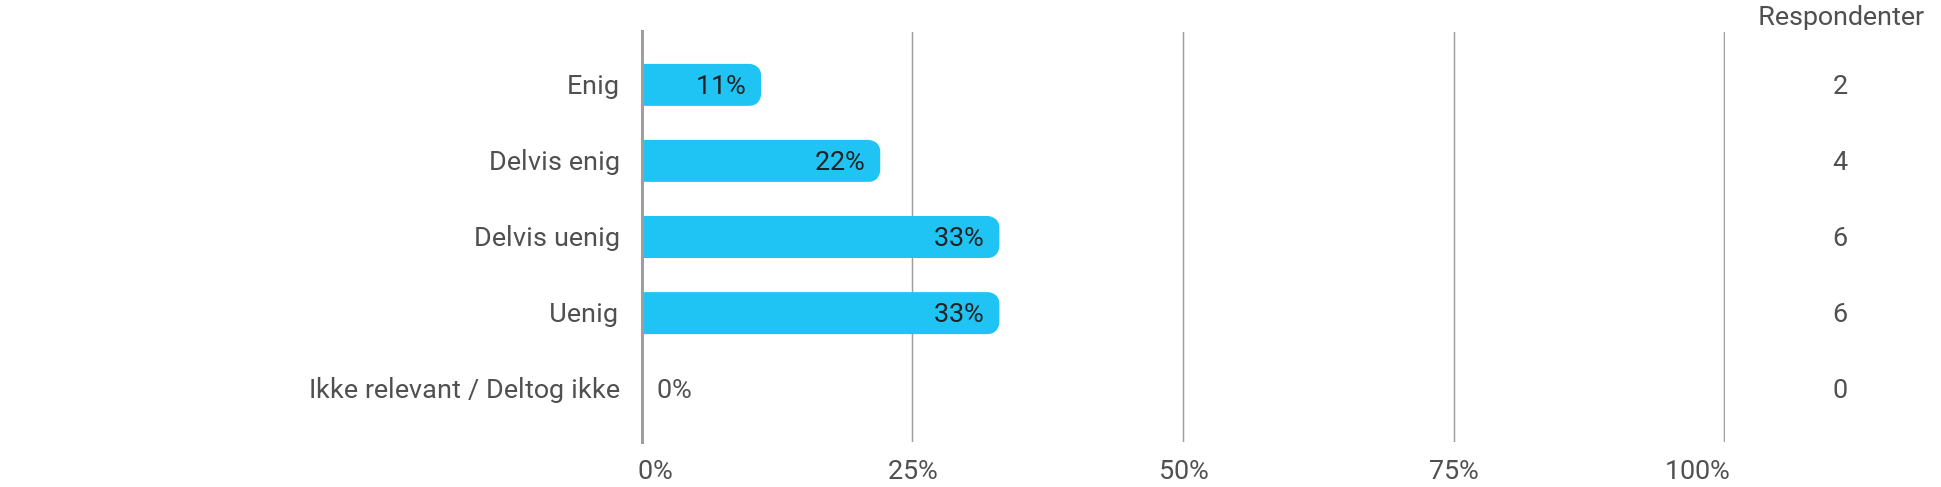 Respondenter
Enig 11% 2
Delvis enig 22% 4
Delvis uenig 33% 6
Uenig 33% 6
Ikke relevant / Deltog ikke 0% 0
0% 25% 50% 75% 100%